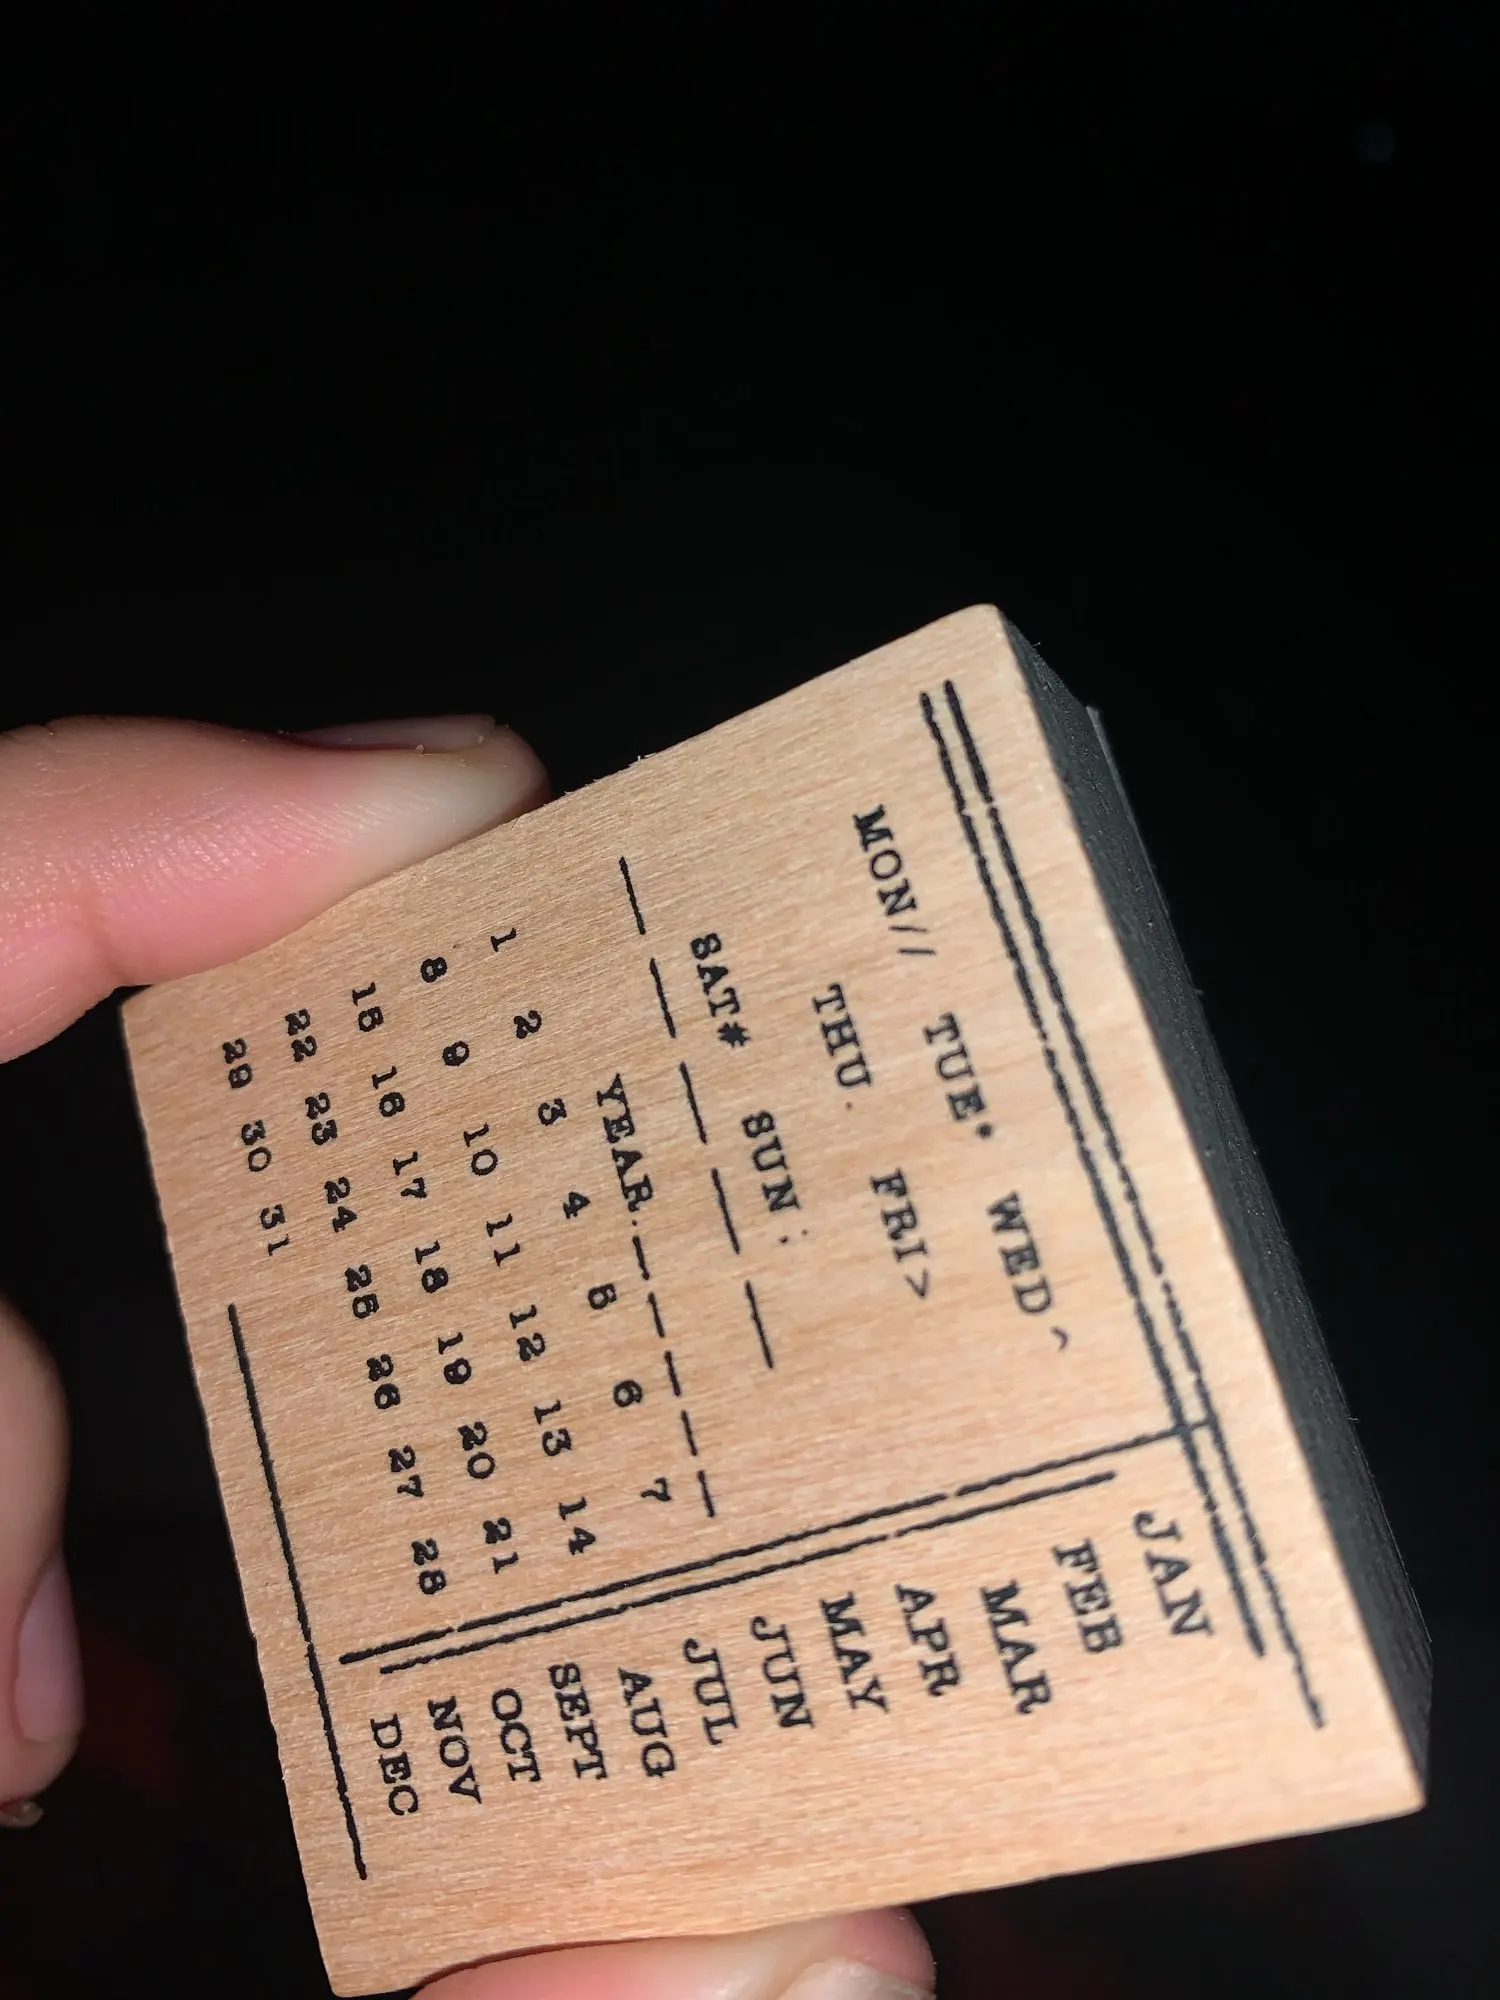 MON// TUE* WED^
THU. FRI>
SAT# SUN:
YEAR.
1 2 3 4 5 6 7
8 9 10 11 12 13 14
15 16 17 18 19 20 21
22 23 24 25 26 27 28
29 30 31
JAN
FEB
MAR
APR
MAY
JUN
JUL
AUG
SEPT
OCT
NOV
DEC